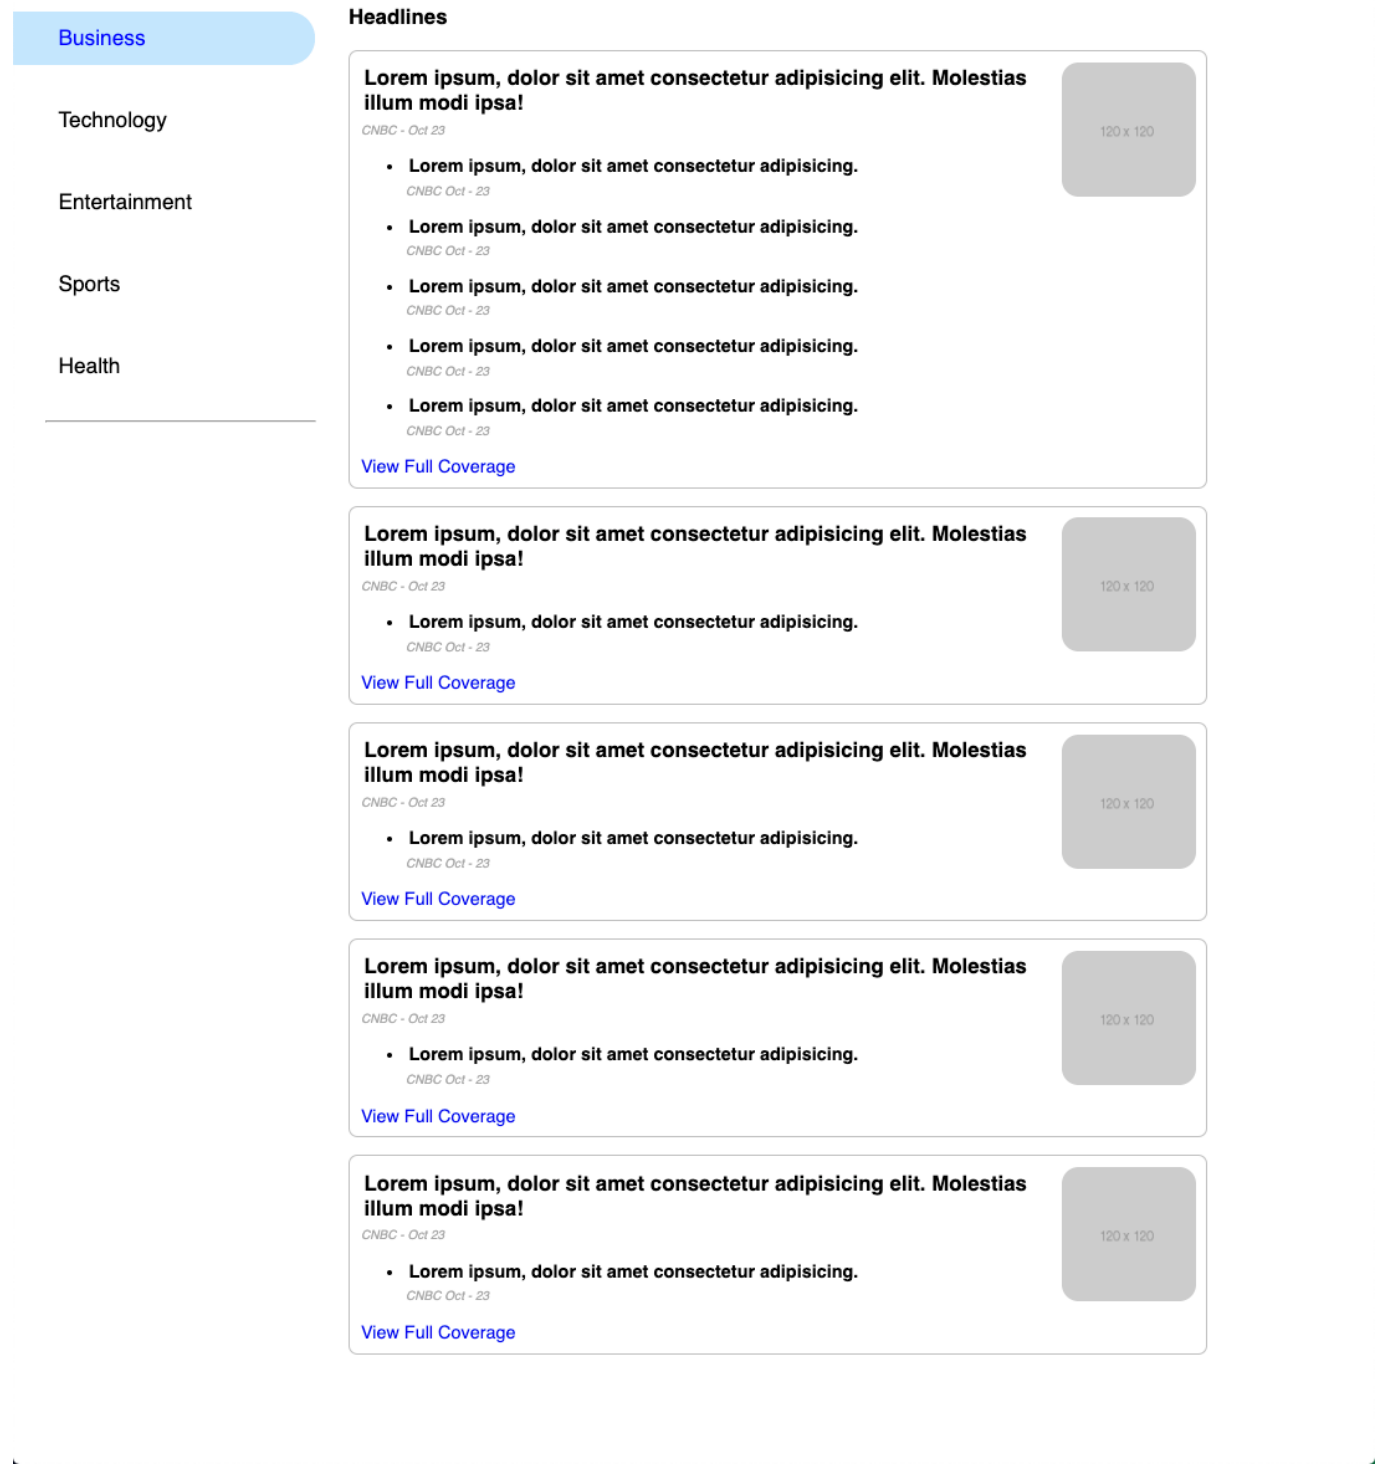 Business
Technology
Entertainment
Sports
Health
Headlines
Lorem ipsum, dolor sit amet consectetur adipisicing elit. Molestias
illum modi ipsa!
CNBC - Oct 23
120 x 120
• Lorem ipsum, dolor sit amet consectetur adipisicing.
CNBC Oct - 23
• Lorem ipsum, dolor sit amet consectetur adipisicing.
CNBC Oct - 23
• Lorem ipsum, dolor sit amet consectetur adipisicing.
CNBC Oct - 23
• Lorem ipsum, dolor sit amet consectetur adipisicing.
CNBC Oct - 23
• Lorem ipsum, dolor sit amet consectetur adipisicing.
CNBC Oct - 23
View Full Coverage
Lorem ipsum, dolor sit amet consectetur adipisicing elit. Molestias
illum modi ipsa!
CNBC - Oct 23
120 x 120
• Lorem ipsum, dolor sit amet consectetur adipisicing.
CNBC Oct - 23
View Full Coverage
Lorem ipsum, dolor sit amet consectetur adipisicing elit. Molestias
illum modi ipsa!
CNBC - Oct 23
120 x 120
• Lorem ipsum, dolor sit amet consectetur adipisicing.
CNBC Oct - 23
View Full Coverage
Lorem ipsum, dolor sit amet consectetur adipisicing elit. Molestias
illum modi ipsa!
CNBC - Oct 23
120 x 120
• Lorem ipsum, dolor sit amet consectetur adipisicing.
CNBC Oct - 23
View Full Coverage
Lorem ipsum, dolor sit amet consectetur adipisicing elit. Molestias
illum modi ipsa!
CNBC - Oct 23
120 x 120
• Lorem ipsum, dolor sit amet consectetur adipisicing.
CNBC Oct - 23
View Full Coverage